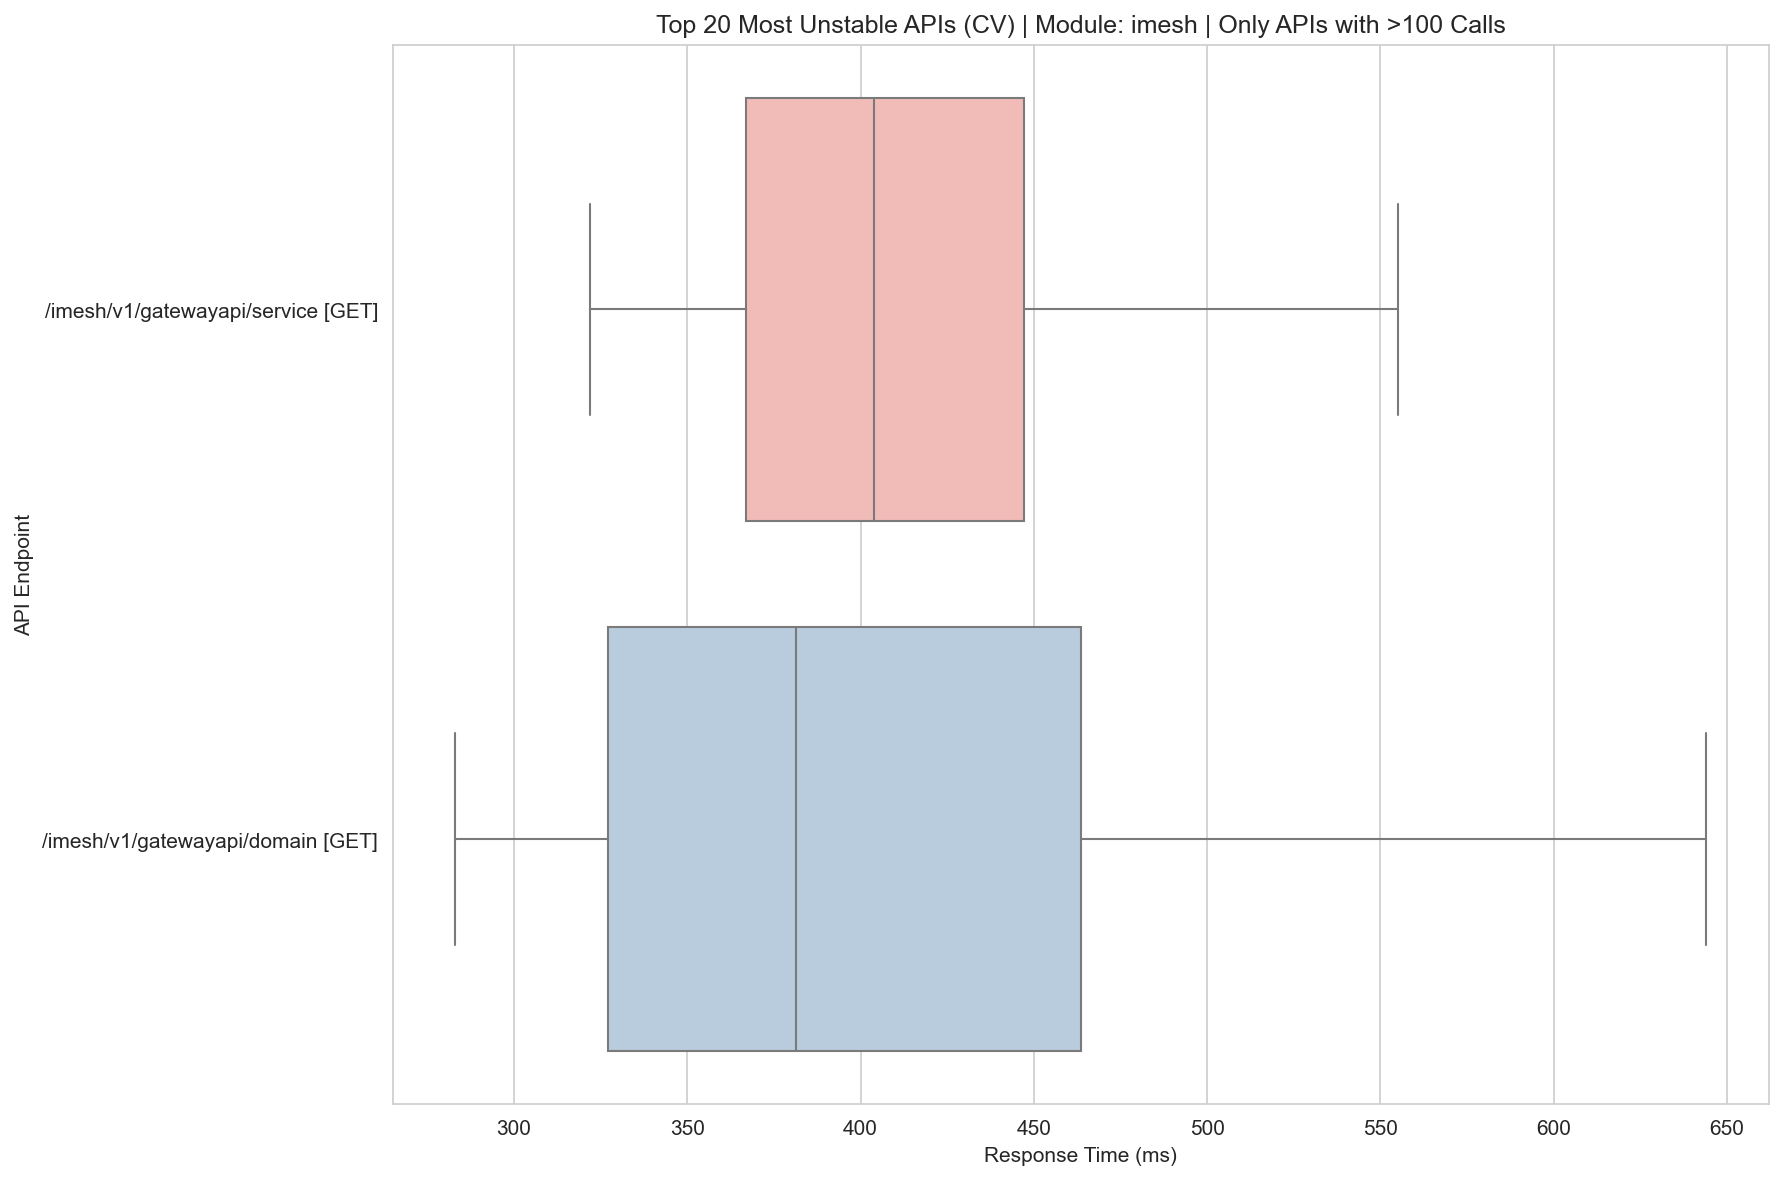 Top 20 Most Unstable APIs (CV) | Module: imesh | Only APIs with >100 Calls
/imesh/v1/gatewayapi/service [GET]
API Endpoint
/imesh/v1/gatewayapi/domain [GET]
300 350 400 450 500 550 600 650
Response Time (ms)